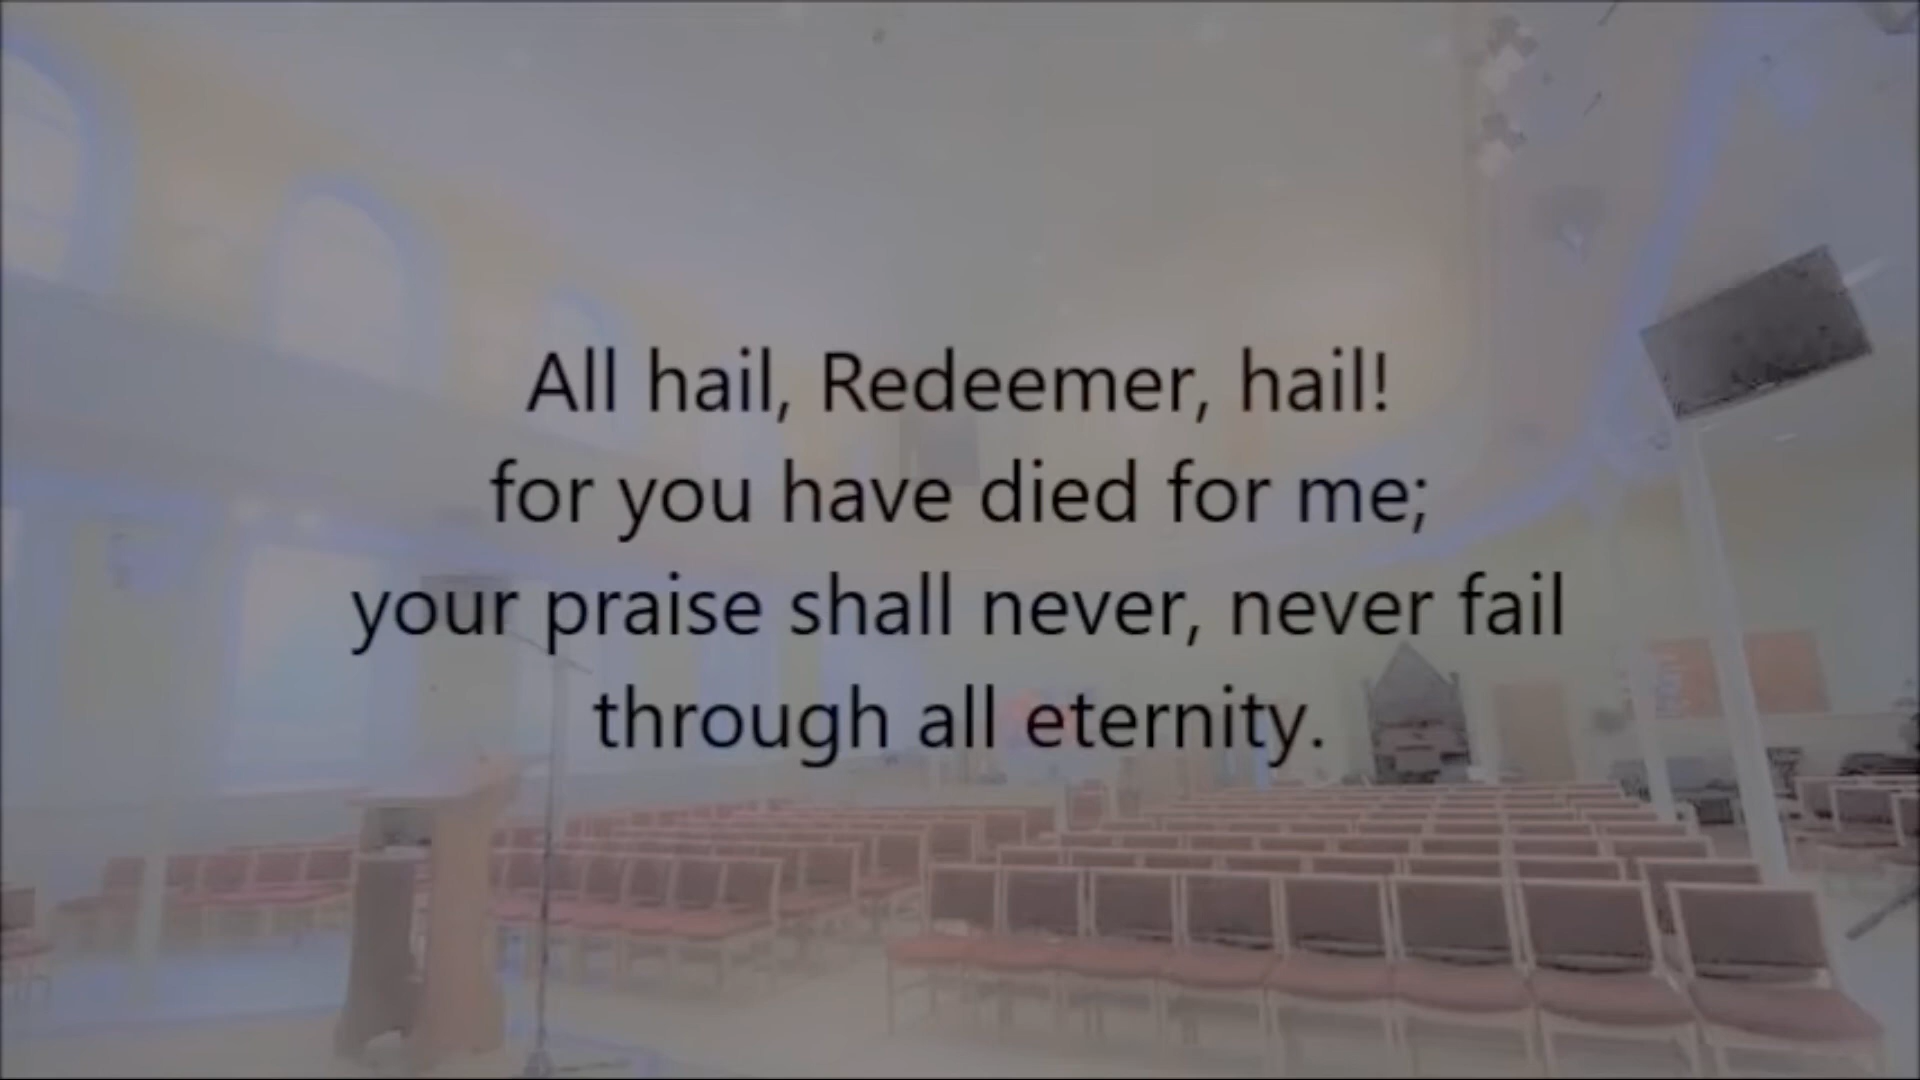 All hail, Redeemer, hail!
for you have died for me;
your praise shall never, never fail
through all eternity.